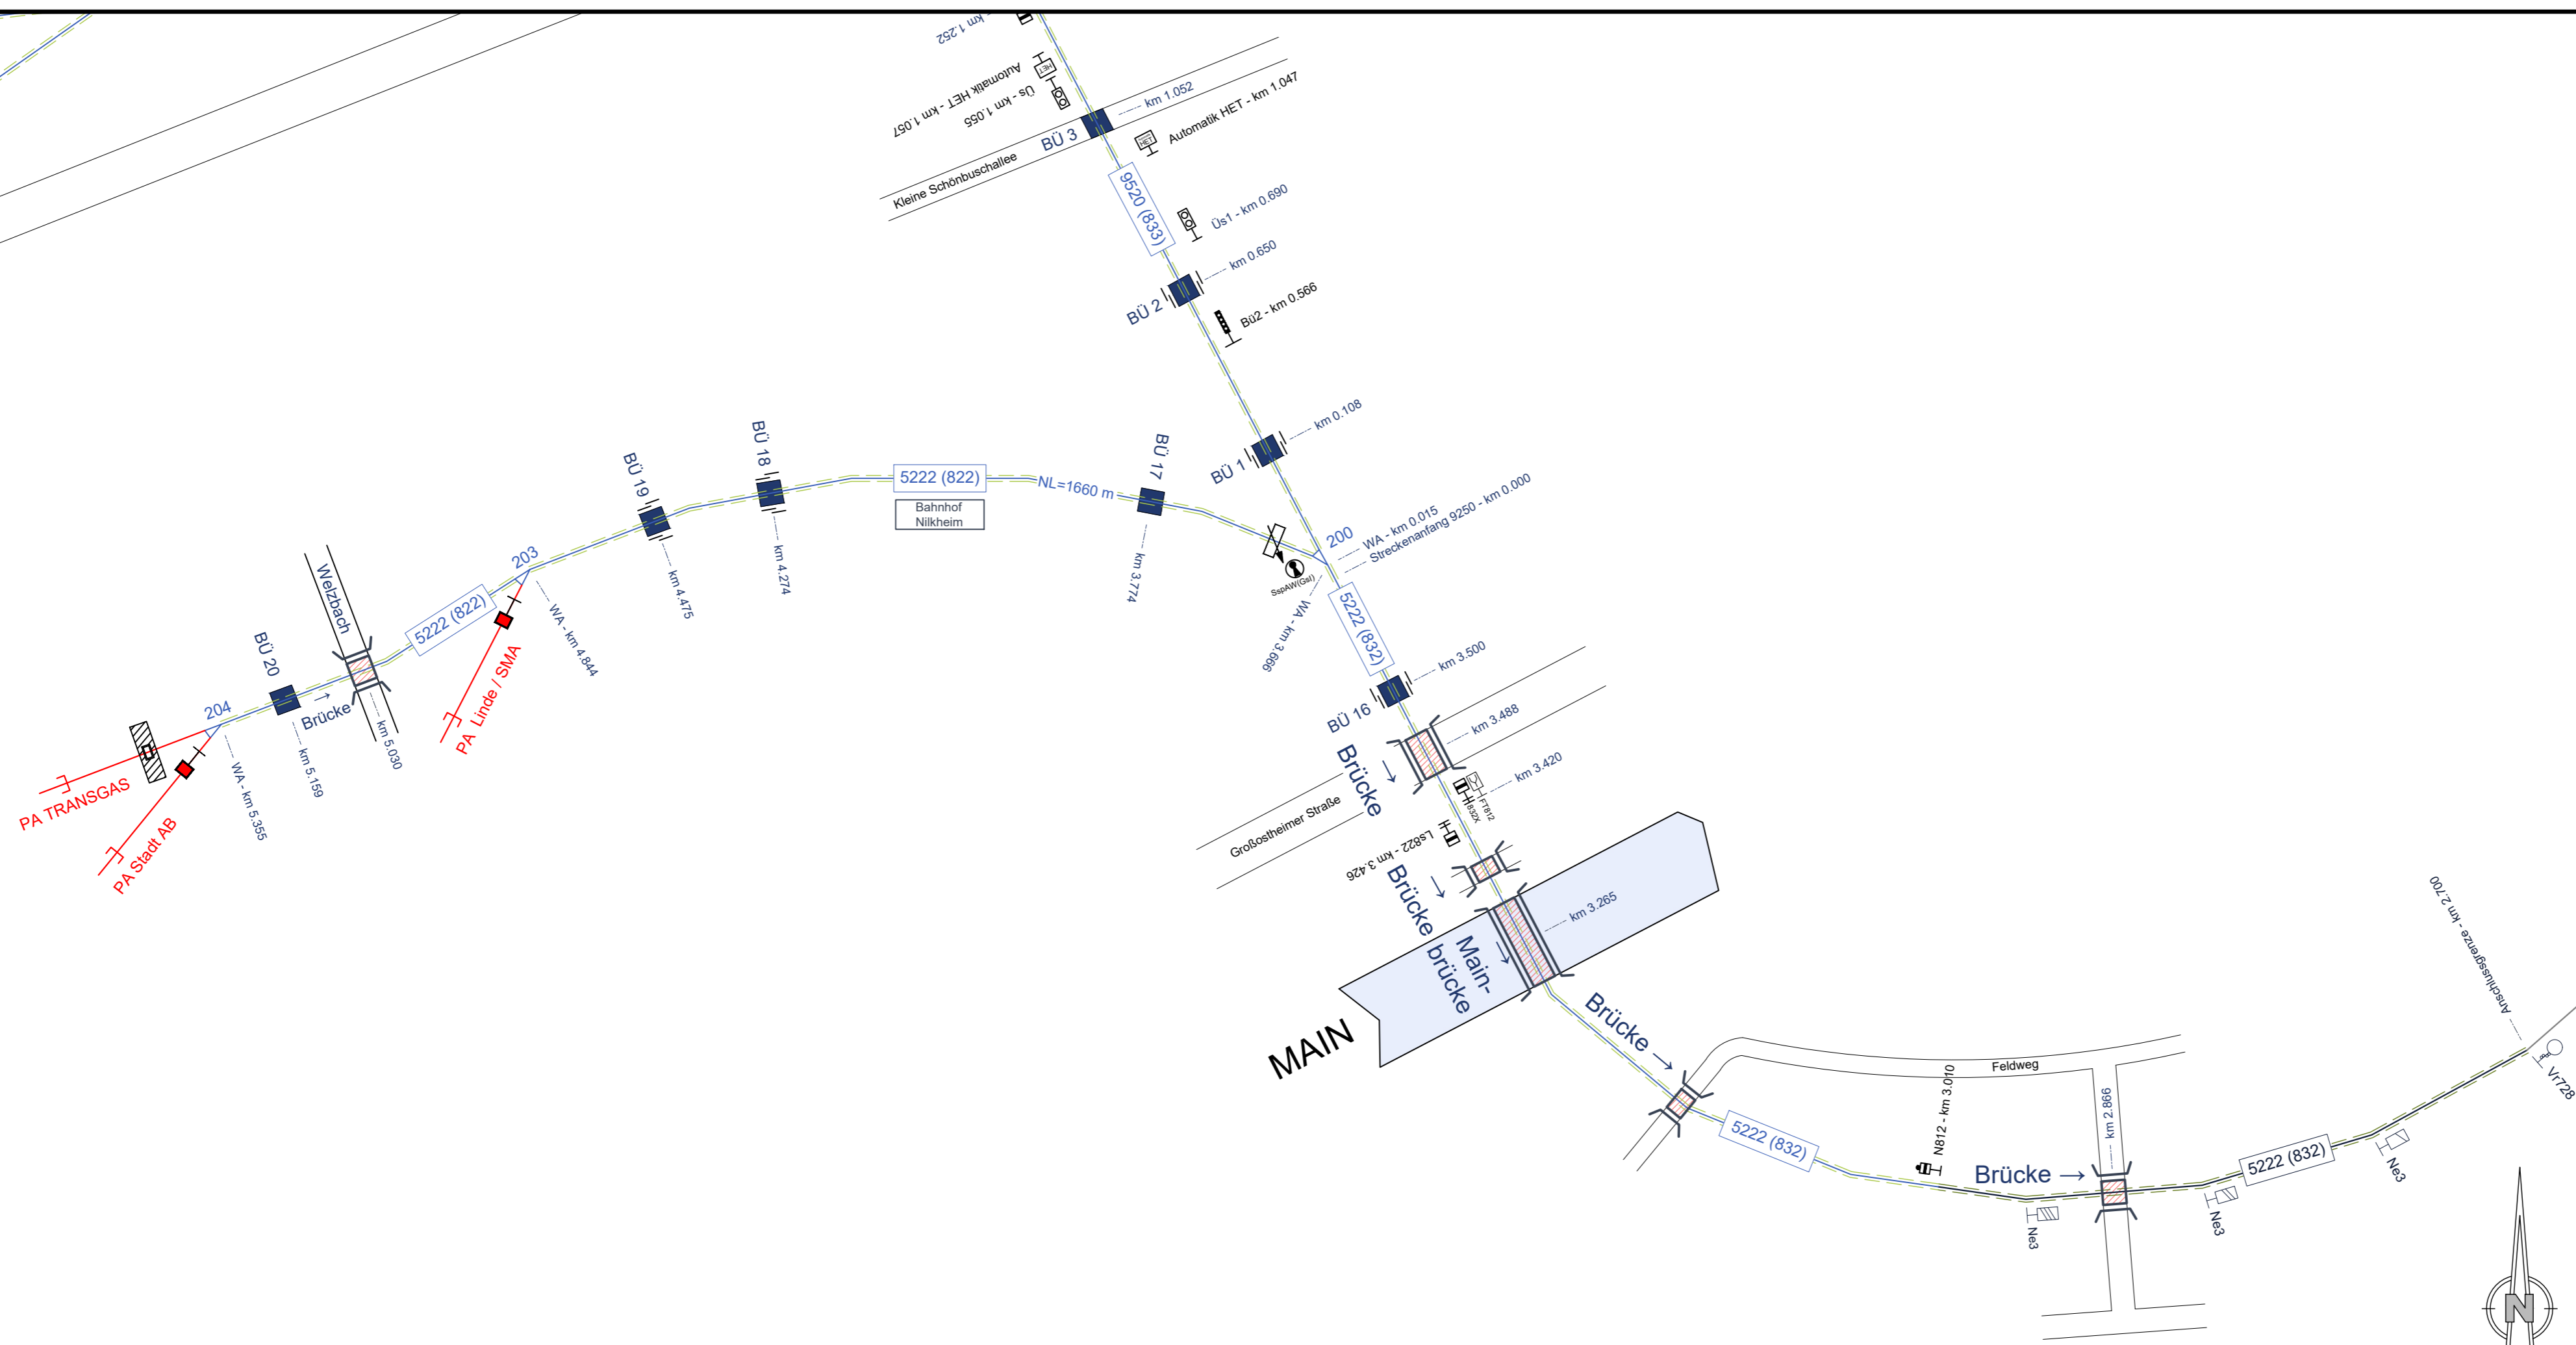 km 1.252
Automatik HET - km 1.057
HET
Üs - km 1.055
km 1.052
BÜ 3
Automatik HET - km 1.047
HET
Kleine Schönbuschallee
9520 (833)
Üs1 - km 0.690
km 0.650
BÜ 2
Bü2 - km 0.566
km 0.108
BÜ 1
BÜ 17
BÜ 18
BÜ 19
5222 (822)
NL=1660 m
Bahnhof
Nilkheim
200
WA - km 0.015
Streckenanfang 9250 - km 0.000
SspAW(Gsl)
km 3.774
km 4.274
km 4.475
203
WA - km 4.844
WA - km 3.666
5222 (832)
Welzbach
5222 (822)
BÜ 20
204
Brücke
km 5.030
km 5.159
WA - km 5.355
PA Linde / SMA
PA TRANSGAS
PA Stadt AB
km 3.500
BÜ 16
km 3.488
Brücke
km 3.420
FT812
832X
Großostheimer Straße
Ls822 - km 3.426
Brücke
km 3.265
Main-
brücke
MAIN
Brücke
5222 (832)
Feldweg
N812 - km 3.010
km 2.866
Brücke
Ne3
Ne3
5222 (832)
Ne3
Anschlussgrenze - km 2.700
Vr728
N